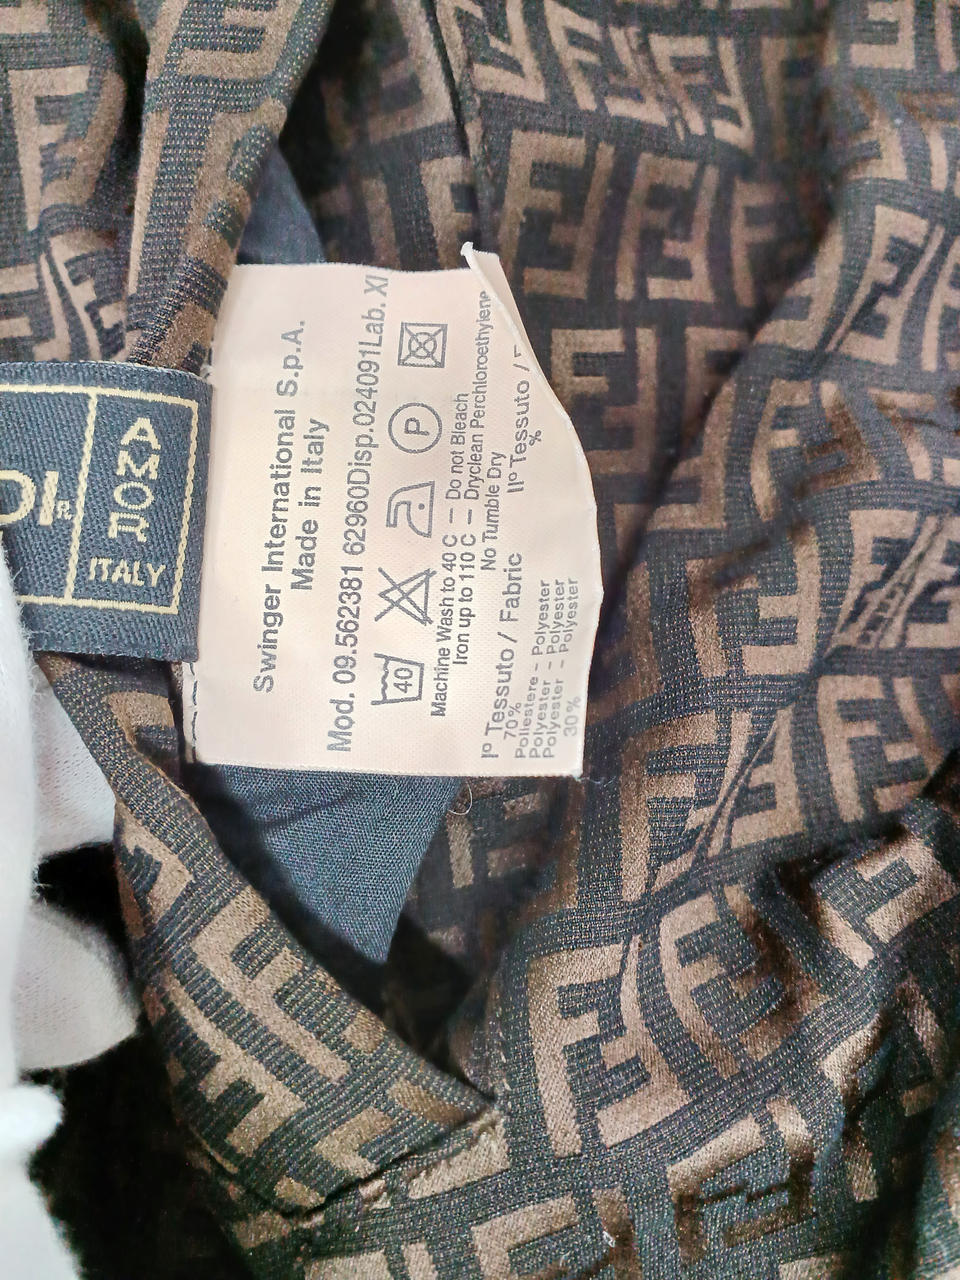 AMOR
ITALY
Swinger International S.p.A.
Made in Italy
Mod. 09.562381 62960Disp.024091Lab. XI
40
P
Machine Wash to 40 C – Do not Bleach
Iron up to 110 C – Dryclean Perchloroethylene
No Tumble Dry
Iº Tessuto / Fabric
IIº Tessuto /
70%
%
Poliestere - Polyester
Polyester - Polyester
Polyester - Polyester
30%